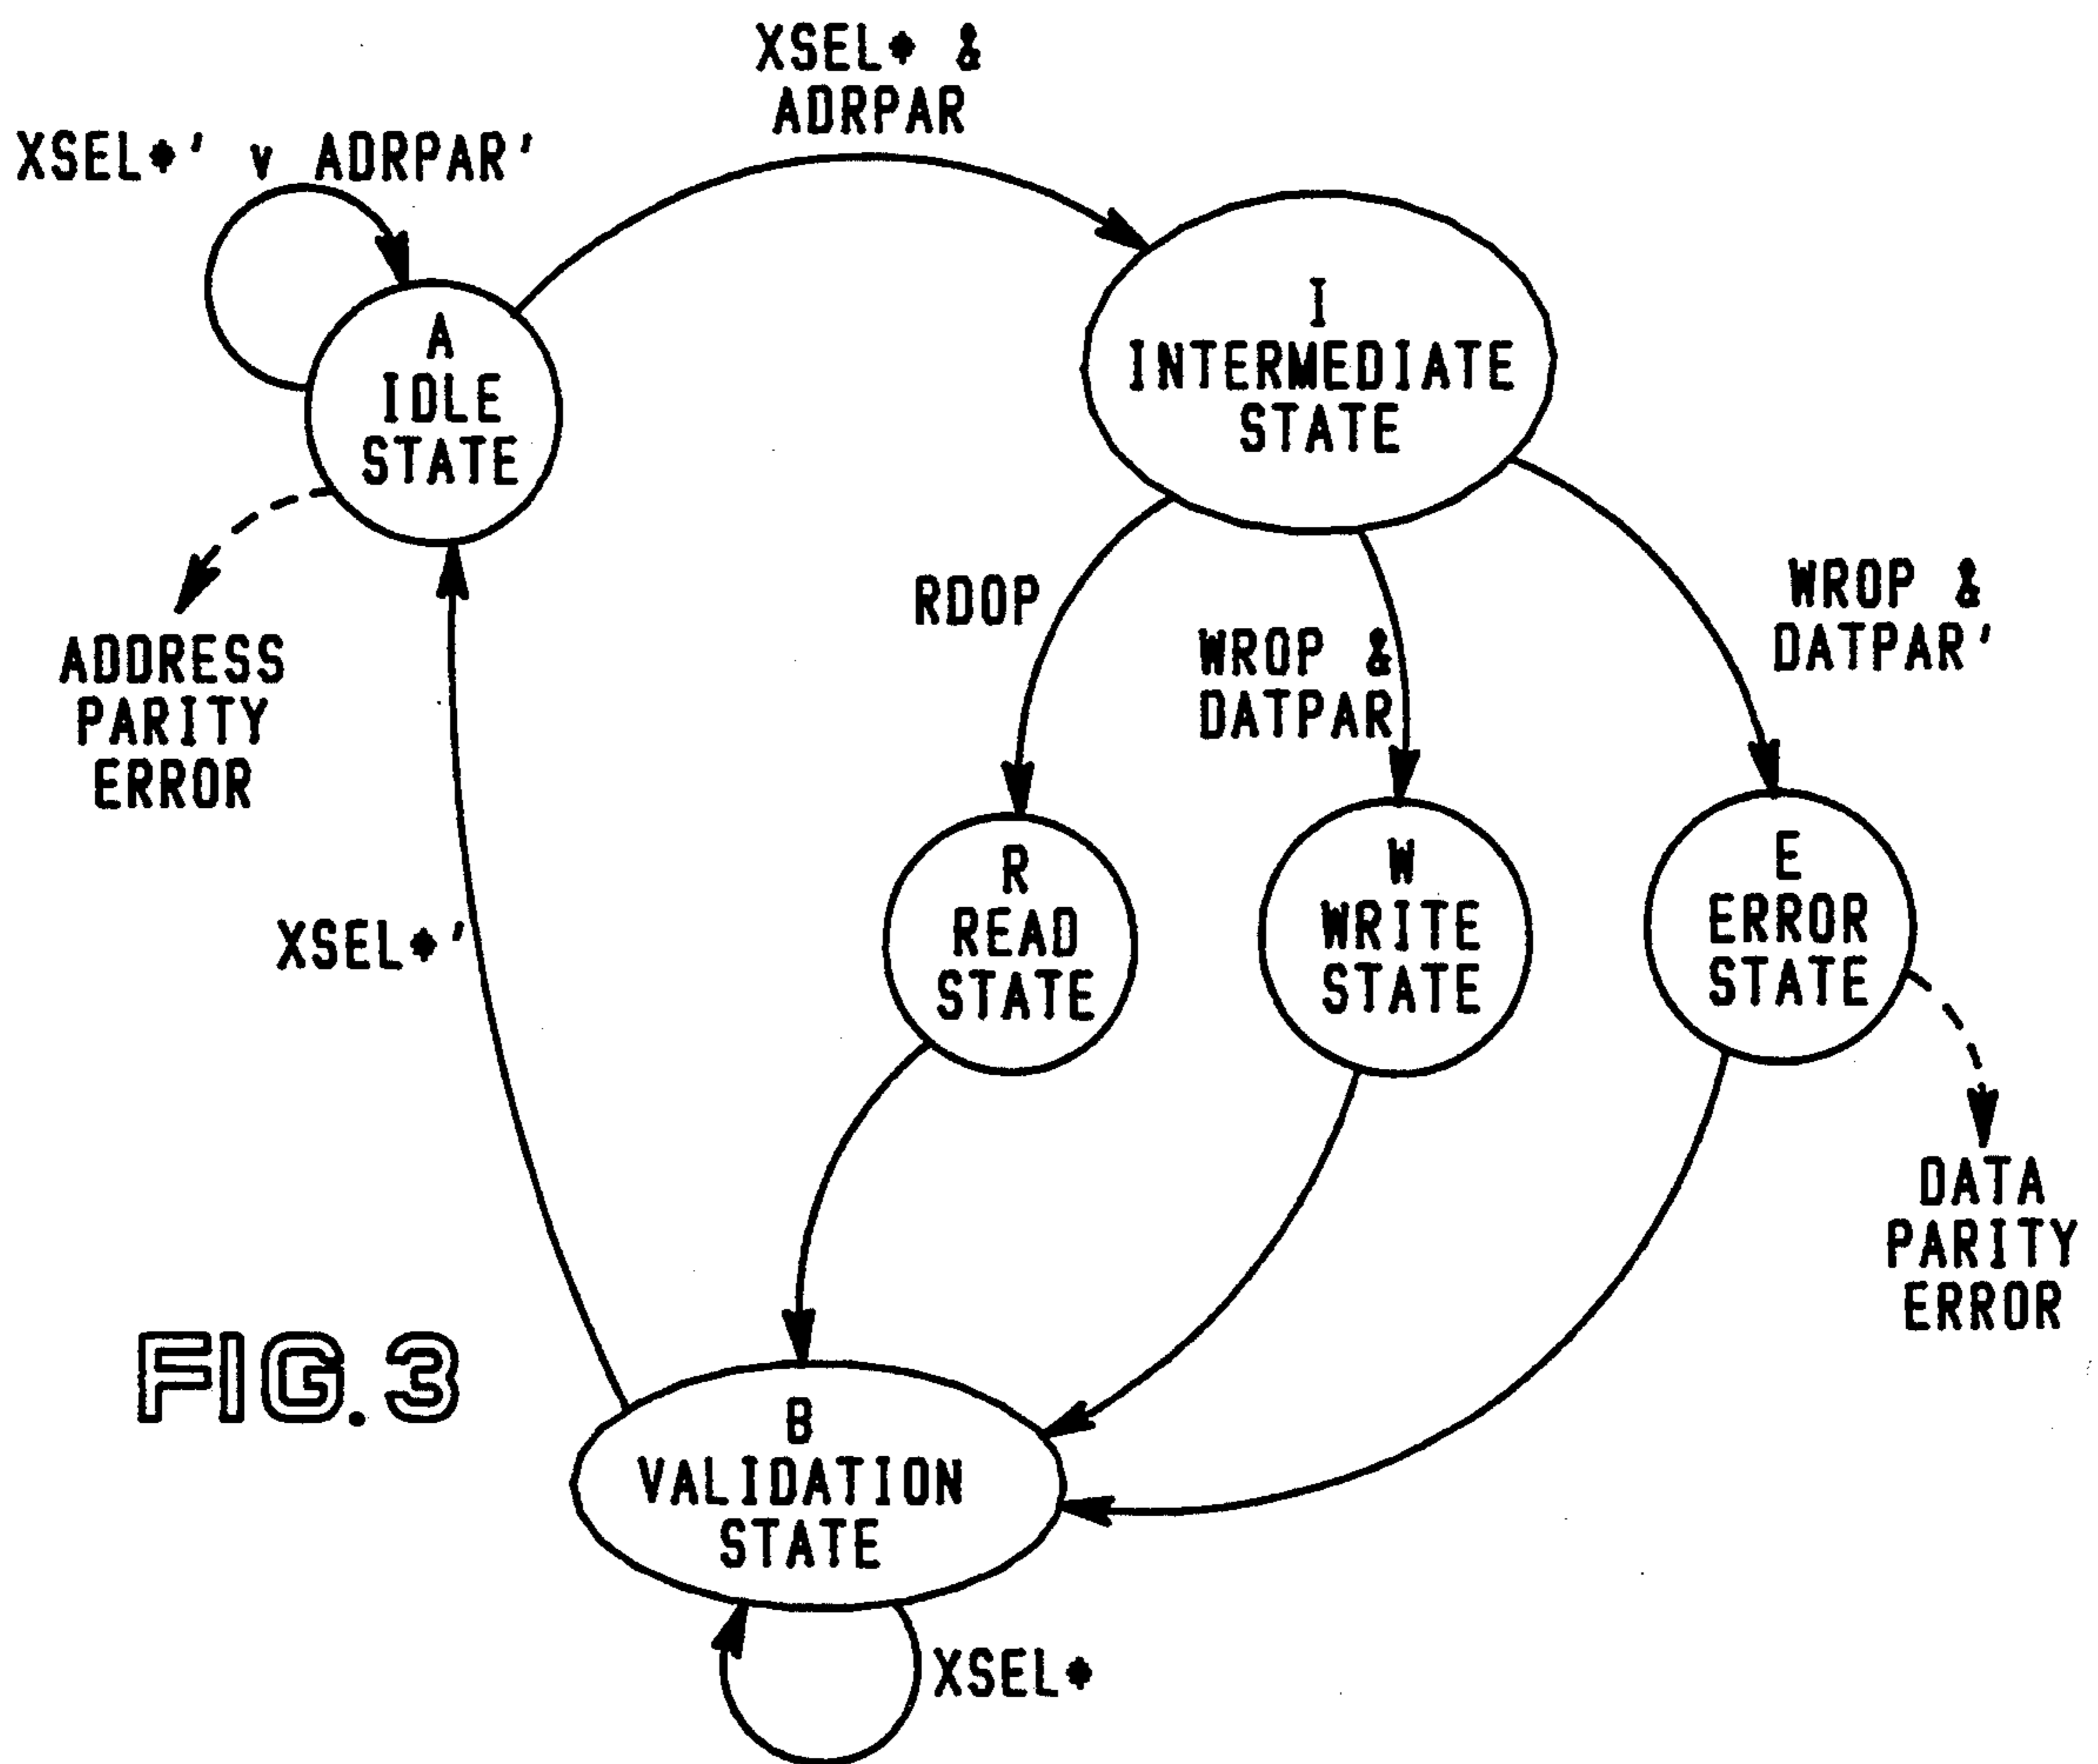 XSEL* &
ADRPAR
XSEL*' v ADRPAR'
A
IDLE
STATE
I
INTERMEDIATE
STATE
ADDRESS
PARITY
ERROR
RDOP
WROP &
DATPAR
WROP &
DATPAR'
R
READ
STATE
W
WRITE
STATE
E
ERROR
STATE
XSEL*'
DATA
PARITY
ERROR
FIG.3
B
VALIDATION
STATE
XSEL*